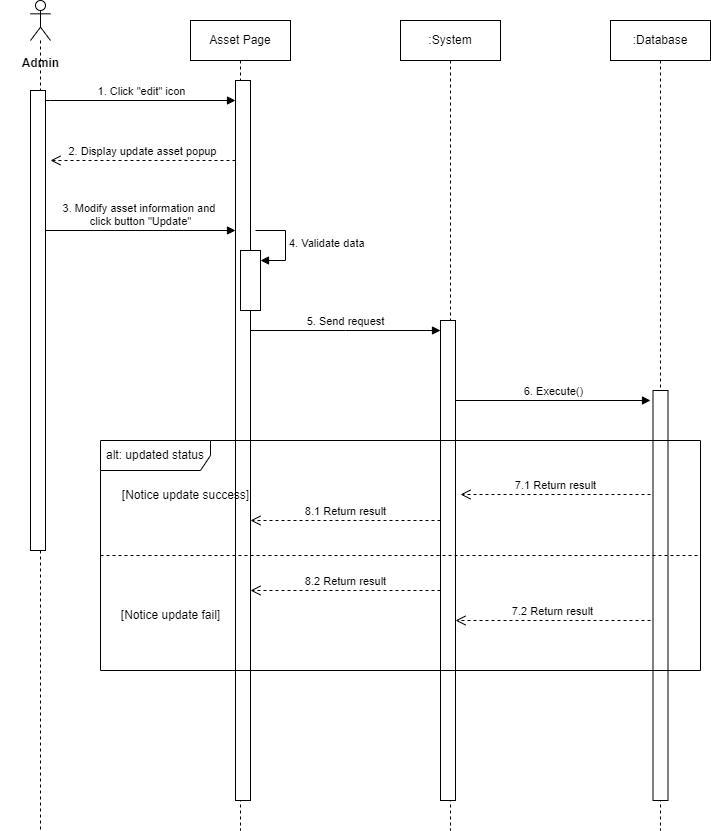 Asset Page
:System
:Database
Admin
1. Click "edit" icon
2. Display update asset popup
3. Modify asset information and
click button "Update"
4. Validate data
5. Send request
6. Execute()
alt: updated status
7.1 Return result
[Notice update success]
8.1 Return result
8.2 Return result
[Notice update fail]
7.2 Return result